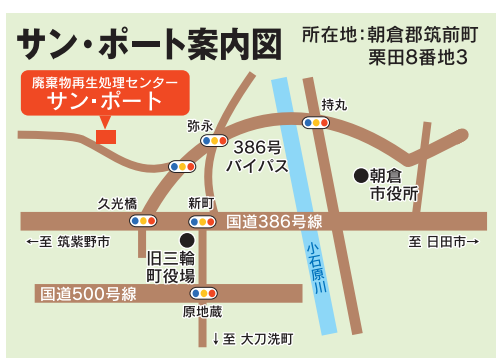 サン・ポート案内図
所在地：朝倉郡筑前町
栗田8番地3
廃棄物再生処理センター
サン・ポート
弥永
持丸
386号
バイパス
朝倉
市役所
久光橋
新町
国道386号線
←至 筑紫野市
至 日田市→
旧三輪
町役場
小石原川
国道500号線
原地蔵
↓至 大刀洗町